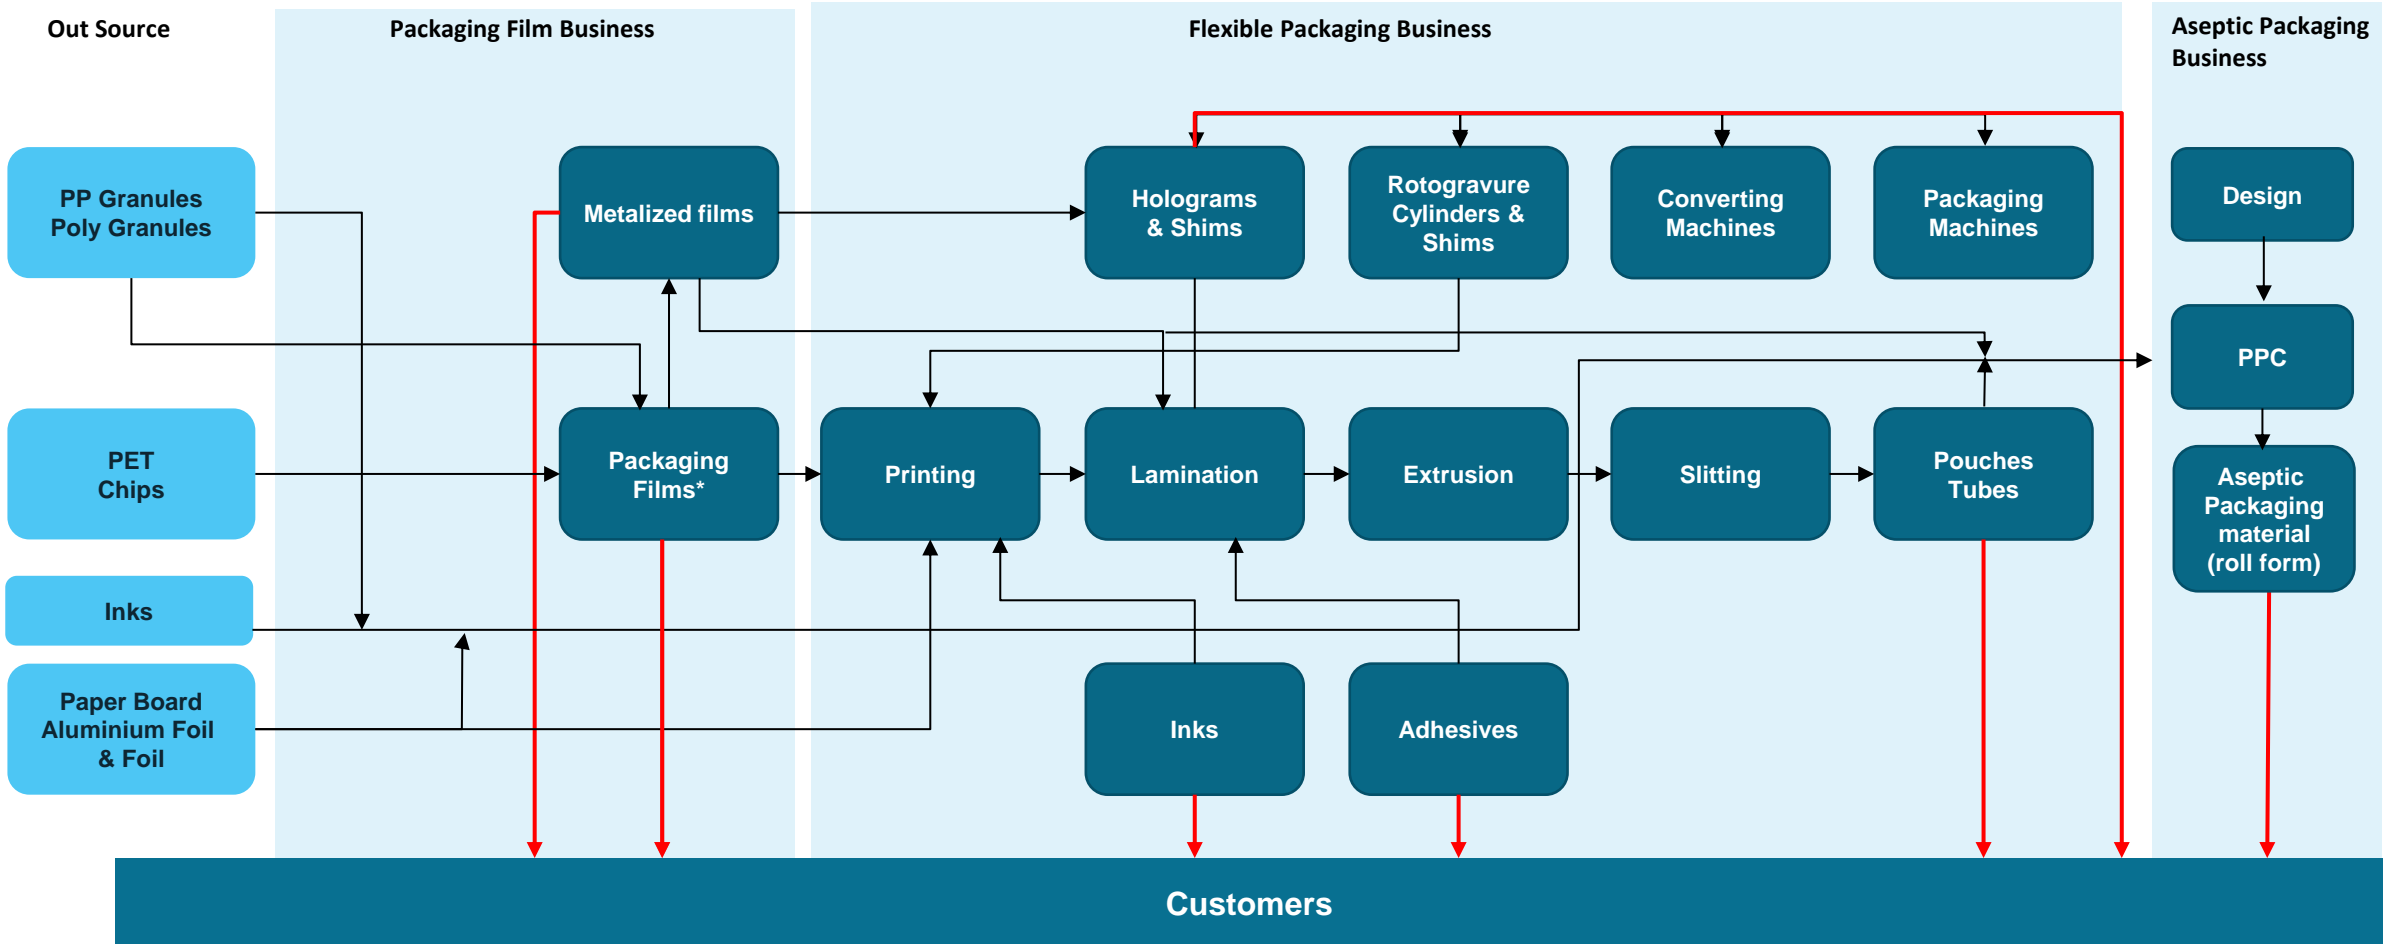 Out Source
Packaging Film Business
Flexible Packaging Business
Aseptic Packaging
Business
PP Granules
Poly Granules
Metalized films
Holograms
& Shims
Rotogravure
Cylinders &
Shims
Converting
Machines
Packaging
Machines
Design
PPC
PET
Chips
Packaging
Films*
Printing
Lamination
Extrusion
Slitting
Pouches
Tubes
Aseptic
Packaging
material
(roll form)
Inks
Paper Board
Aluminium Foil
& Foil
Inks
Adhesives
Customers